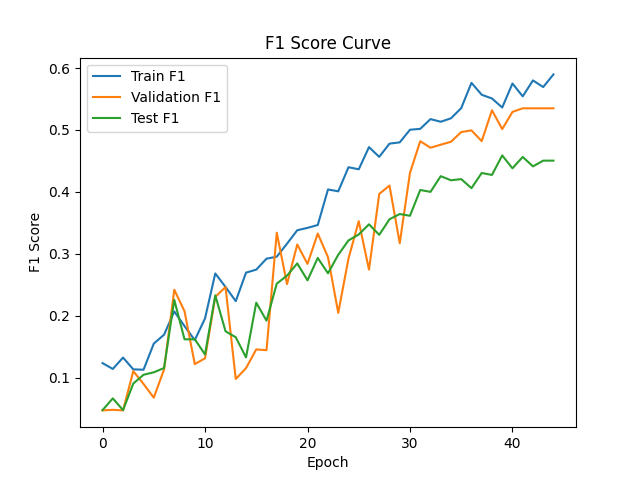 F1 Score Curve
Train F1
Validation F1
Test F1
F1 Score
0.6
0.5
0.4
0.3
0.2
0.1
0 10 20 30 40
Epoch